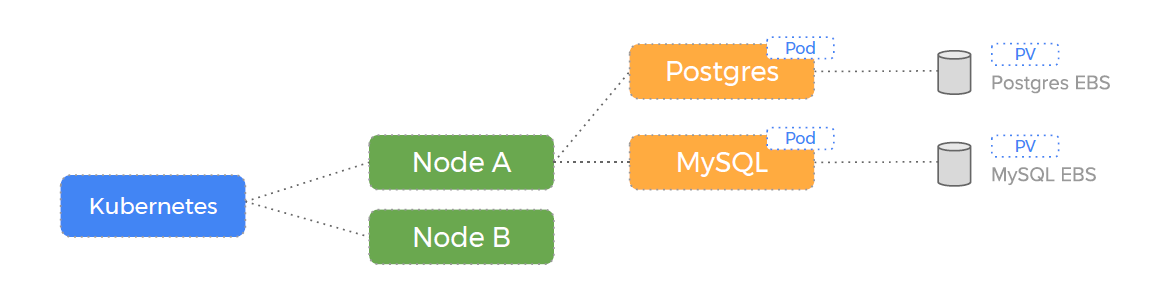 Kubernetes
Node A
Node B
Pod
Postgres
Pod
MySQL
PV
Postgres EBS
PV
MySQL EBS